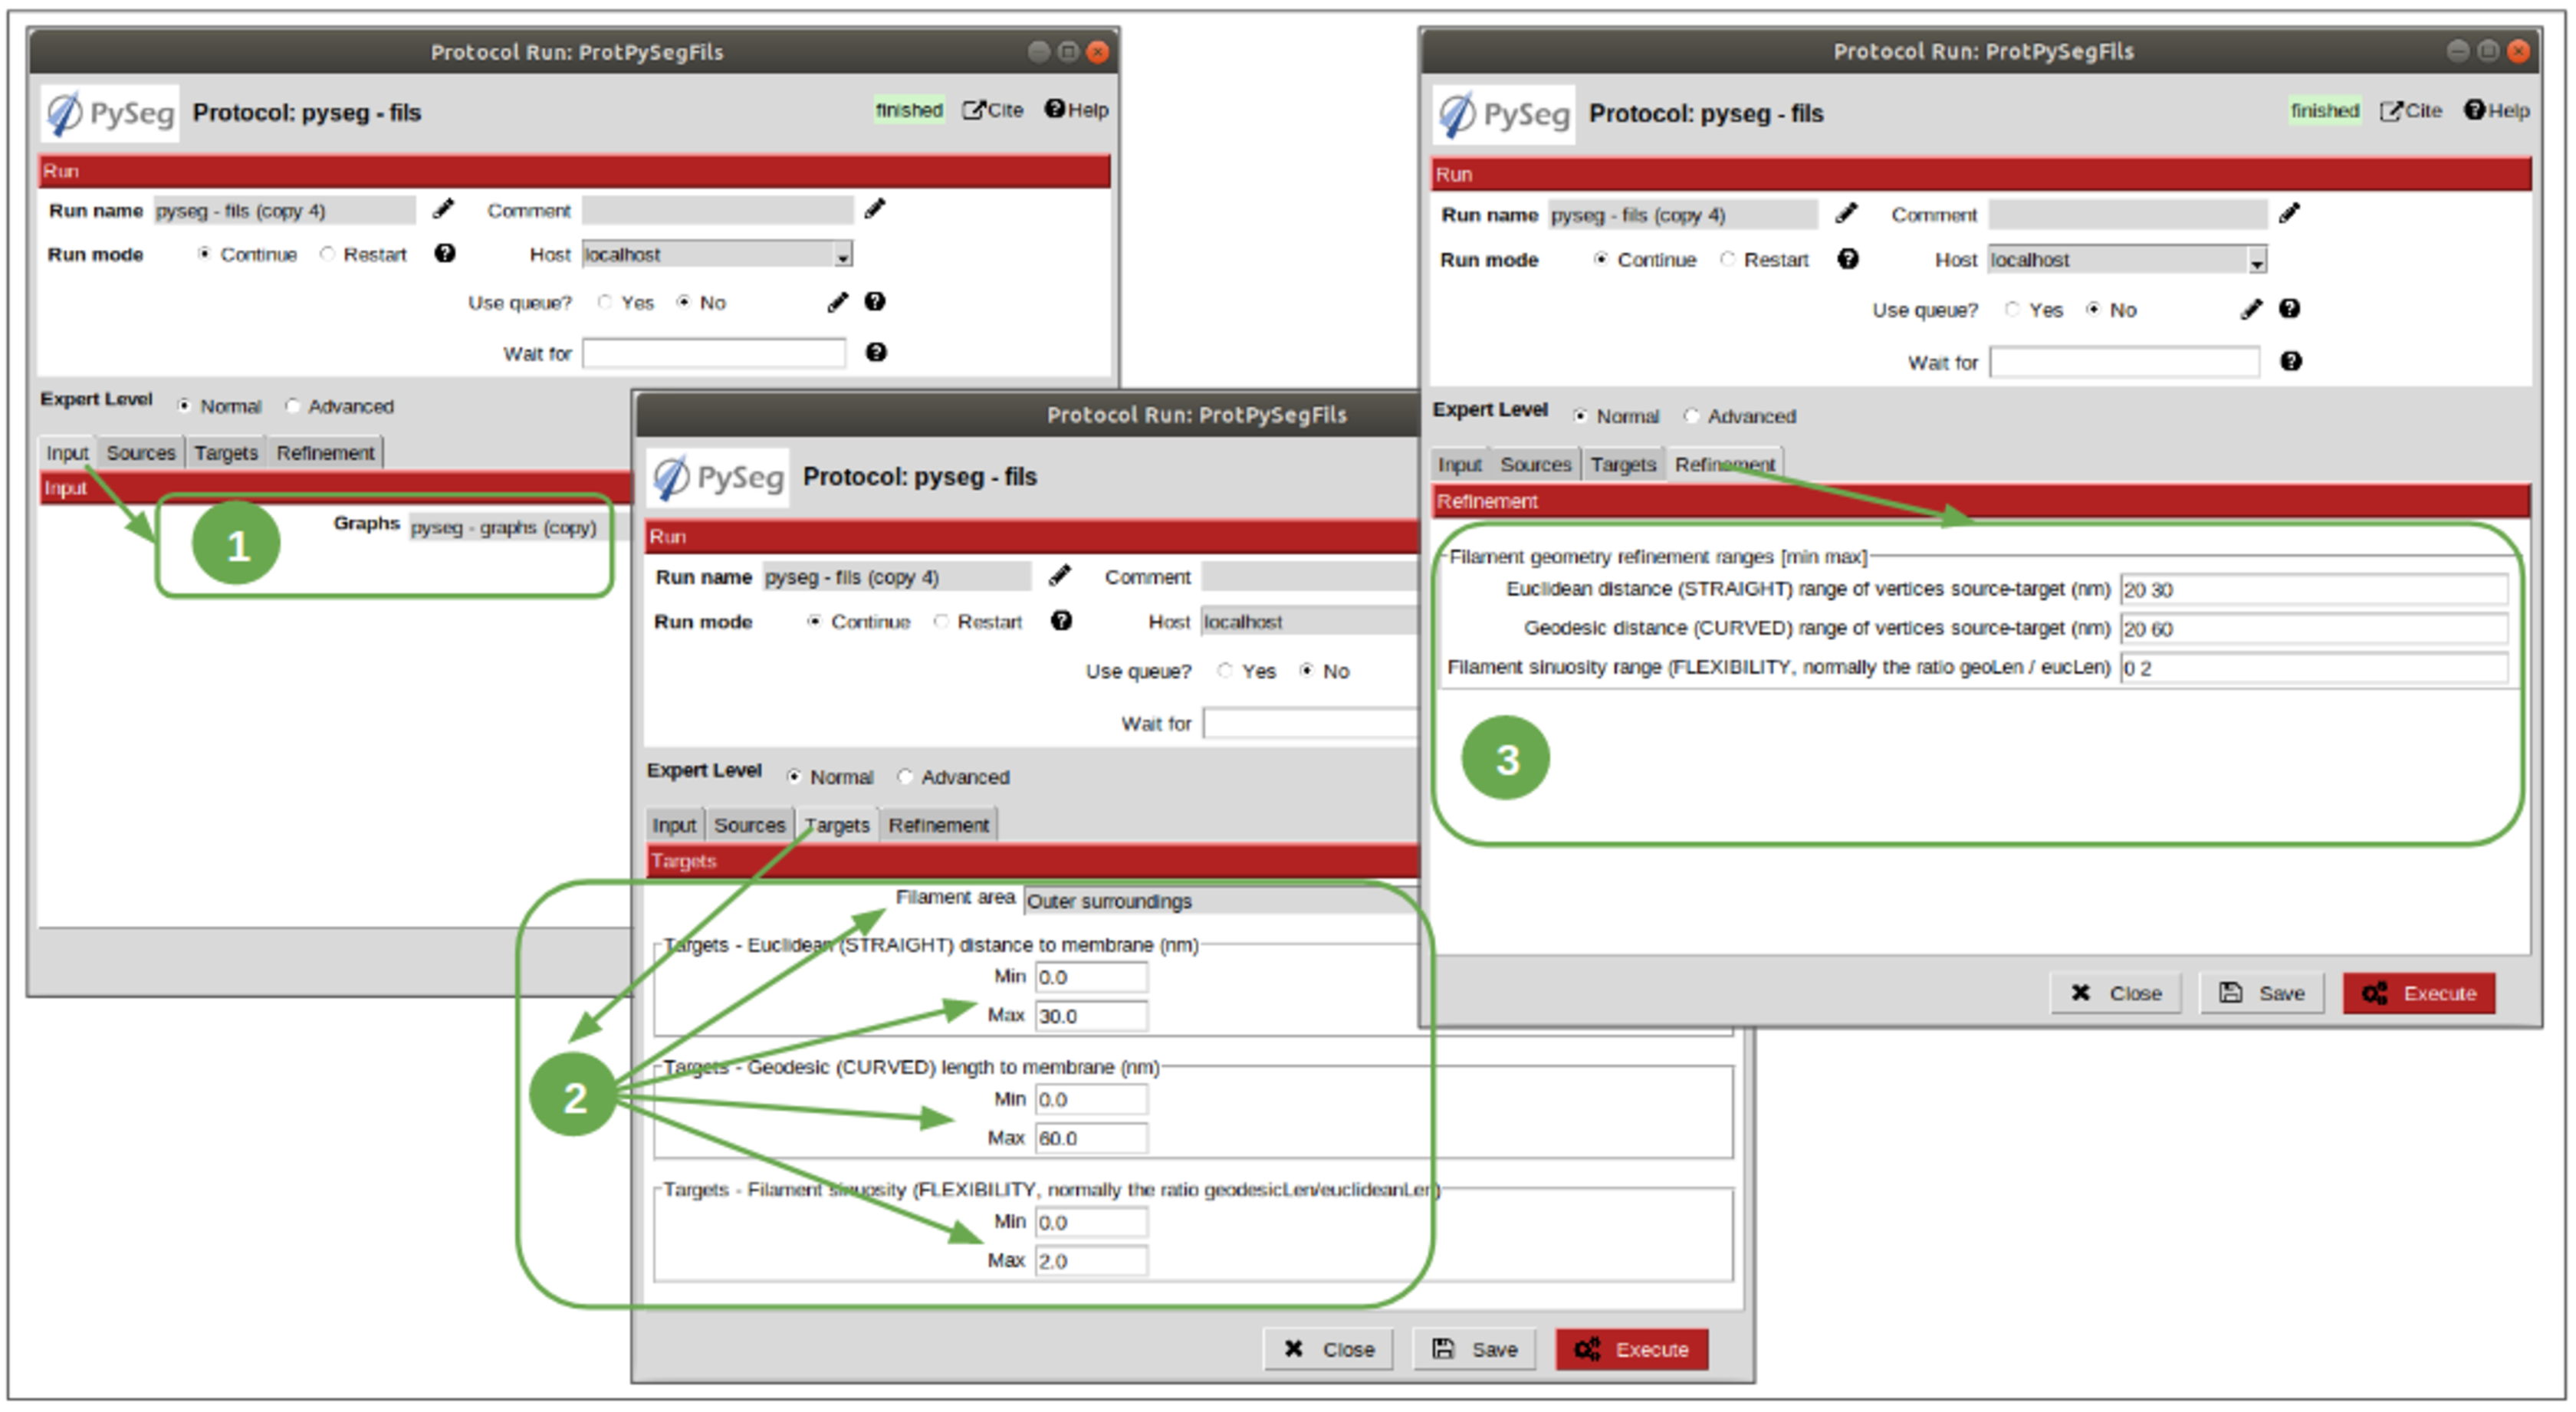 Protocol Run: ProtPySegFils
PySeg Protocol: pyseg - fils finished Cite Help
Run
Run name pyseg - fils (copy 4) Comment
Run mode Continue Restart Host localhost
Use queue? Yes No
Wait for
Expert Level Normal Advanced
Input Sources Targets Refinement
Input
1 Graphs pyseg - graphs (copy)
Protocol Run: ProtPySegFils
PySeg Protocol: pyseg - fils
Run
Run name pyseg - fils (copy 4) Comment
Run mode Continue Restart Host localhost
Use queue? Yes No
Wait for
Expert Level Normal Advanced
Input Sources Targets Refinement
Targets
Filament area Outer surroundings
Targets - Euclidean (STRAIGHT) distance to membrane (nm)
Min 0.0
Max 30.0
2
Targets - Geodesic (CURVED) length to membrane (nm)
Min 0.0
Max 60.0
Targets - Filament sinuosity (FLEXIBILITY, normally the ratio geodesicLen/euclideanLen)
Min 0.0
Max 2.0
Close Save Execute
Protocol Run: ProtPySegFils
PySeg Protocol: pyseg - fils finished Cite Help
Run
Run name pyseg - fils (copy 4) Comment
Run mode Continue Restart Host localhost
Use queue? Yes No
Wait for
Expert Level Normal Advanced
Input Sources Targets Refinement
Refinement
Filament geometry refinement ranges [min max]
Euclidean distance (STRAIGHT) range of vertices source-target (nm) 20 30
Geodesic distance (CURVED) range of vertices source-target (nm) 20 60
Filament sinuosity range (FLEXIBILITY, normally the ratio geoLen / eucLen) 0 2
3
Close Save Execute